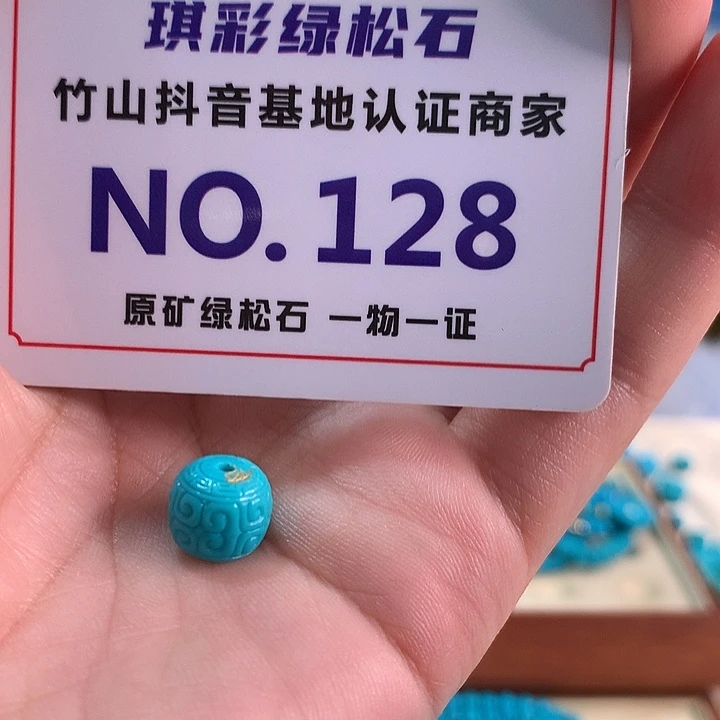 琪彩绿松石
竹山抖音基地认证商家
NO.128
原矿绿松石 一物一证